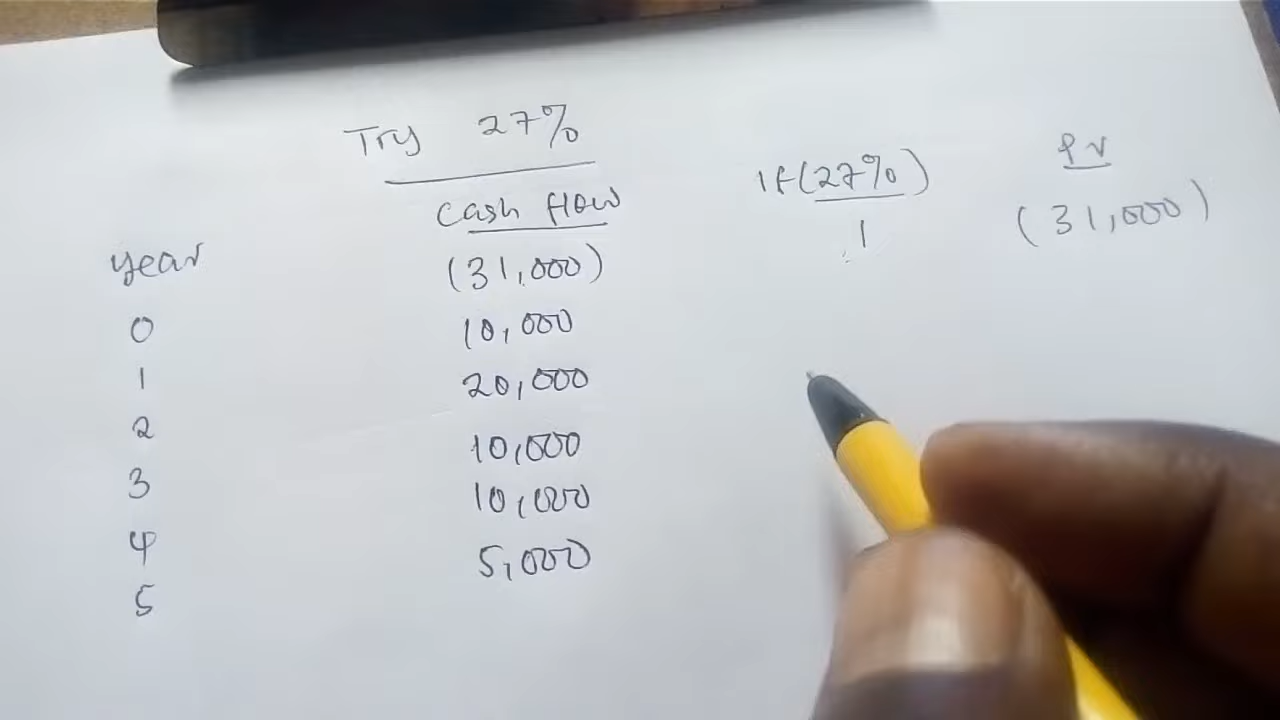 Try 27%
year cash flow If(27%) PV
0 (31,000) 1 (31,000)
1 10,000
2 20,000
3 10,000
4 10,000
5 5,000